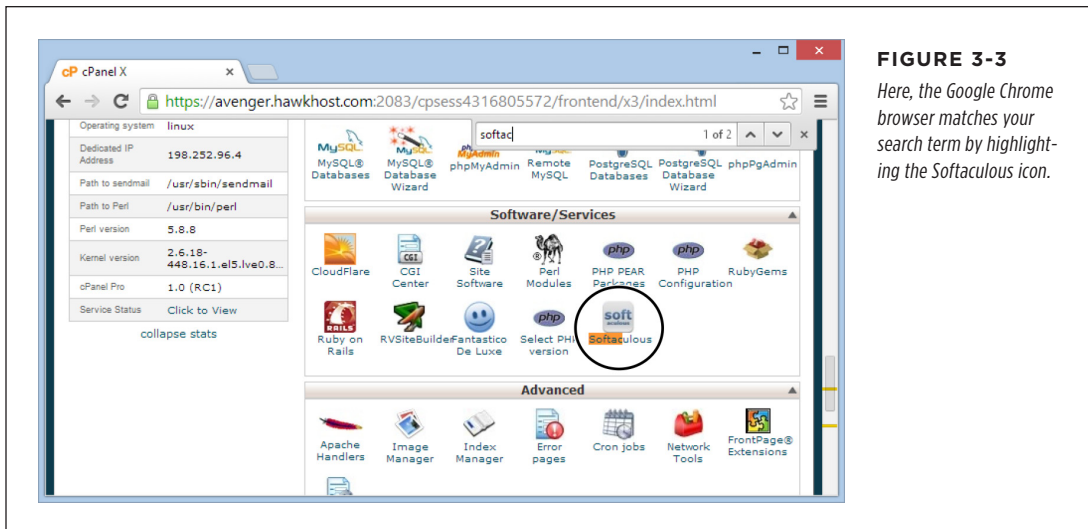 cP cPanel X
https://avenger.hawkhost.com:2083/cpsess4316805572/frontend/x3/index.html
softac
1 of 2
Operating system linux
Dedicated IP Address 198.252.96.4
Path to sendmail /usr/sbin/sendmail
Path to Perl /usr/bin/perl
Perl version 5.8.8
Kernel version 2.6.18-448.16.1.el5.lve0.8...
cPanel Pro 1.0 (RC1)
Service Status Click to View
collapse stats
MySQL® Databases
MySQL® Database Wizard
phpMyAdmin
Remote MySQL
PostgreSQL Databases
PostgreSQL Database Wizard
phpPgAdmin
Software/Services
CloudFlare
CGI Center
Site Software
Perl Modules
PHP PEAR Packages
PHP Configuration
RubyGems
Ruby on Rails
RVSiteBuilder
Fantastico De Luxe
Select PH version
Softaculous
Advanced
Apache Handlers
Image Manager
Index Manager
Error pages
Cron jobs
Network Tools
FrontPage® Extensions
FIGURE 3-3
Here, the Google Chrome
browser matches your
search term by highlight-
ing the Softaculous icon.